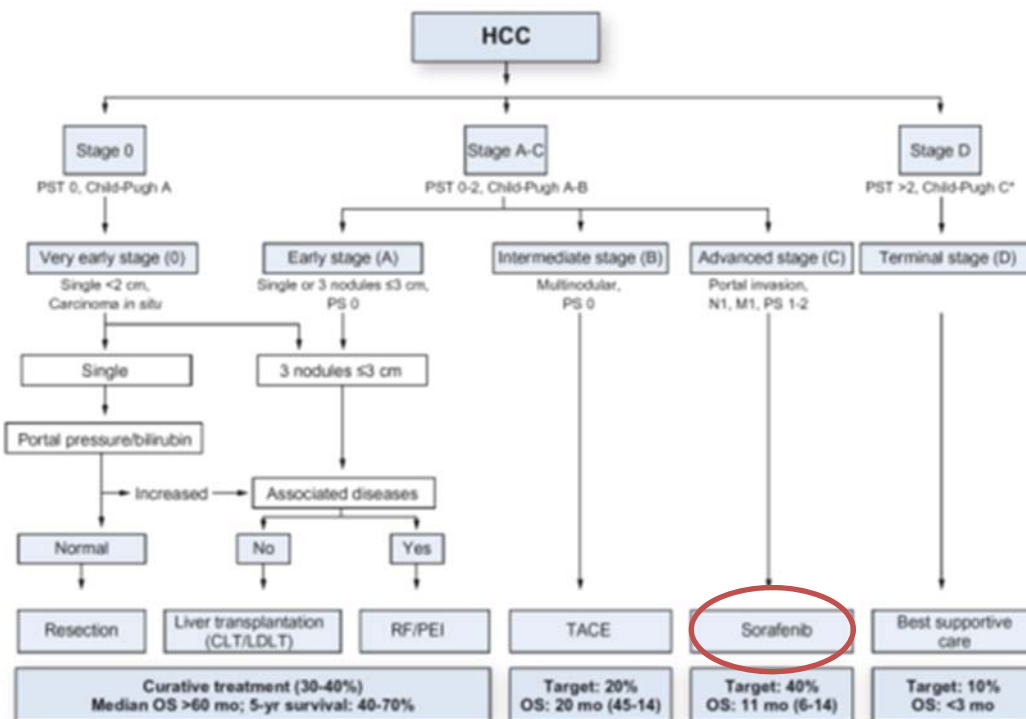 HCC
Stage 0
PST 0, Child-Pugh A
Stage A-C
PST 0-2, Child-Pugh A-B
Stage D
PST >2, Child-Pugh C*
Very early stage (0)
Single <2 cm,
Carcinoma in situ
Early stage (A)
Single or 3 nodules ≤3 cm,
PS 0
Intermediate stage (B)
Multinodular,
PS 0
Advanced stage (C)
Portal invasion,
N1, M1, PS 1-2
Terminal stage (D)
Single
3 nodules ≤3 cm
Portal pressure/bilirubin
Increased
Associated diseases
Normal
No
Yes
Resection
Liver transplantation
(CLT/LDLT)
RF/PEI
TACE
Sorafenib
Best supportive
care
Curative treatment (30-40%)
Median OS >60 mo; 5-yr survival: 40-70%
Target: 20%
OS: 20 mo (45-14)
Target: 40%
OS: 11 mo (6-14)
Target: 10%
OS: <3 mo